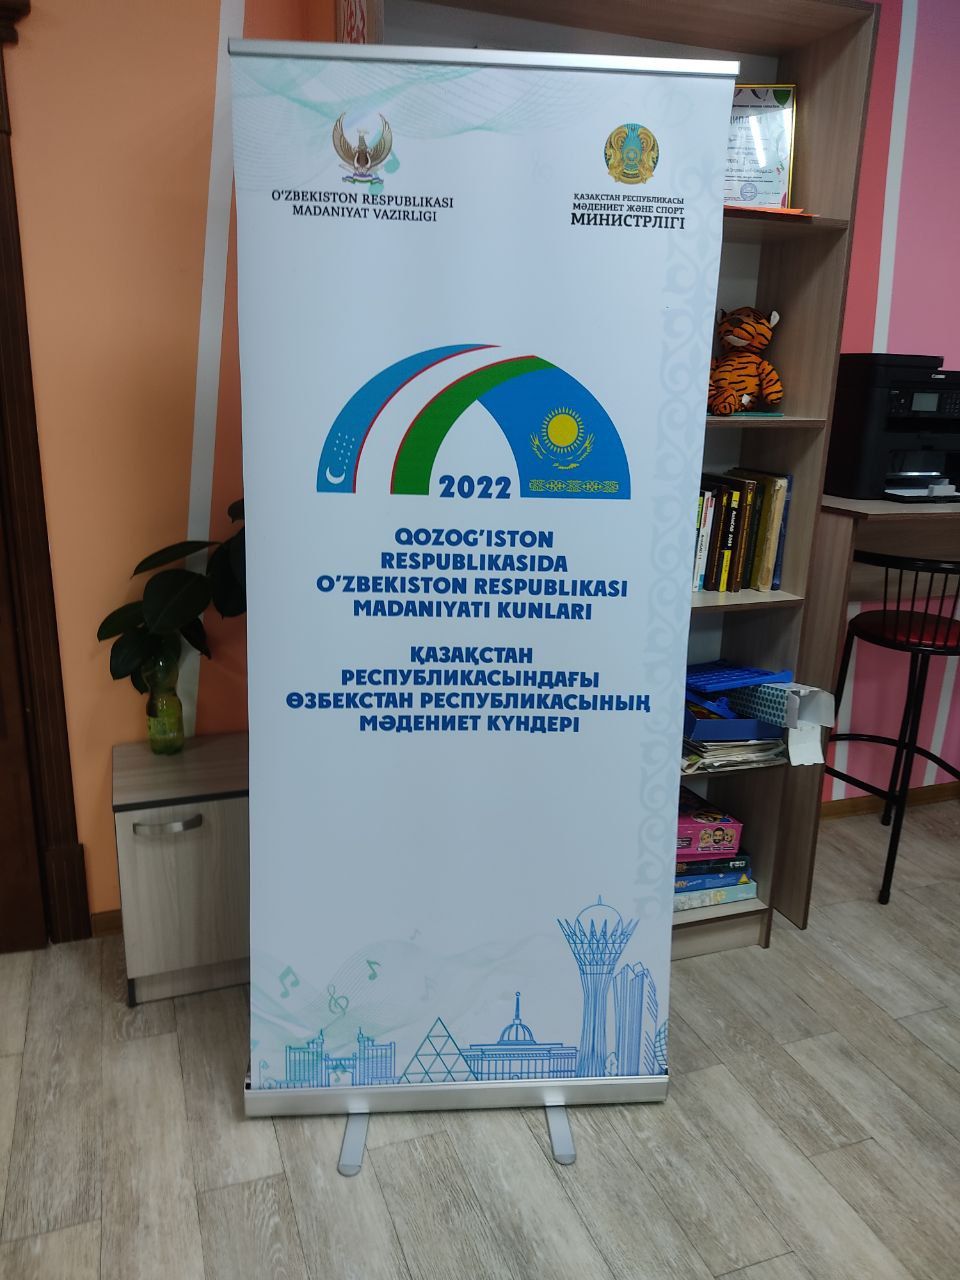 O'ZBEKISTON RESPUBLIKASI
MADANIYAT VAZIRLIGI
ҚАЗАҚСТАН РЕСПУБЛИКАСЫ
МӘДЕНИЕТ ЖӘНЕ СПОРТ
МИНИСТРЛІГІ
2022
QOZOG'ISTON
RESPUBLIKASIDA
O'ZBEKISTON RESPUBLIKASI
MADANIYATI KUNLARI
ҚАЗАҚСТАН
РЕСПУБЛИКАСЫНДАҒЫ
ӨЗБЕКСТАН РЕСПУБЛИКАСЫНЫҢ
МӘДЕНИЕТ КҮНДЕРІ
Canon